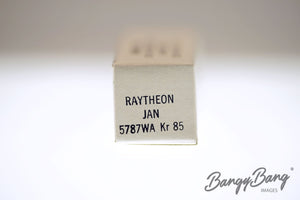 RAYTHEON
JAN
5787WA Kr 85
BangyBang
IMAGES